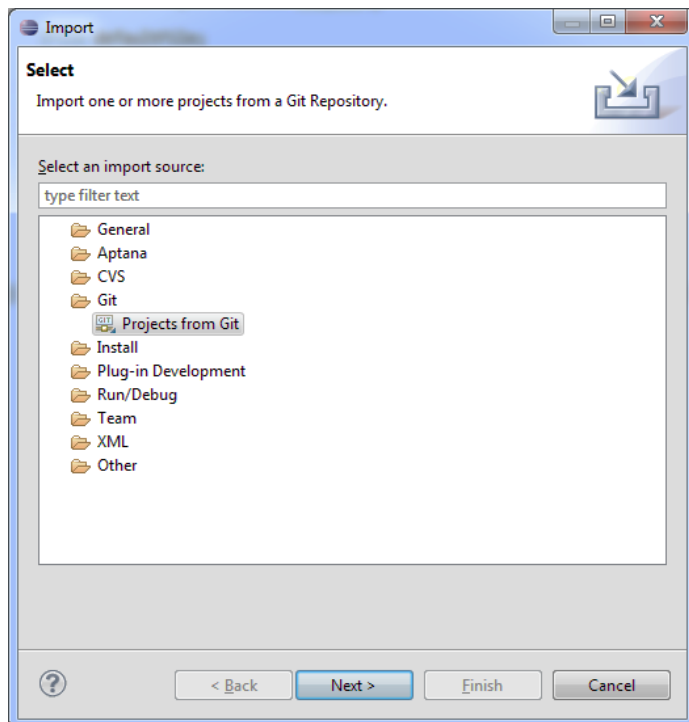 Import
Select
Import one or more projects from a Git Repository.
Select an import source:
type filter text
General
Aptana
CVS
Git
GIT Projects from Git
Install
Plug-in Development
Run/Debug
Team
XML
Other
? < Back Next > Finish Cancel